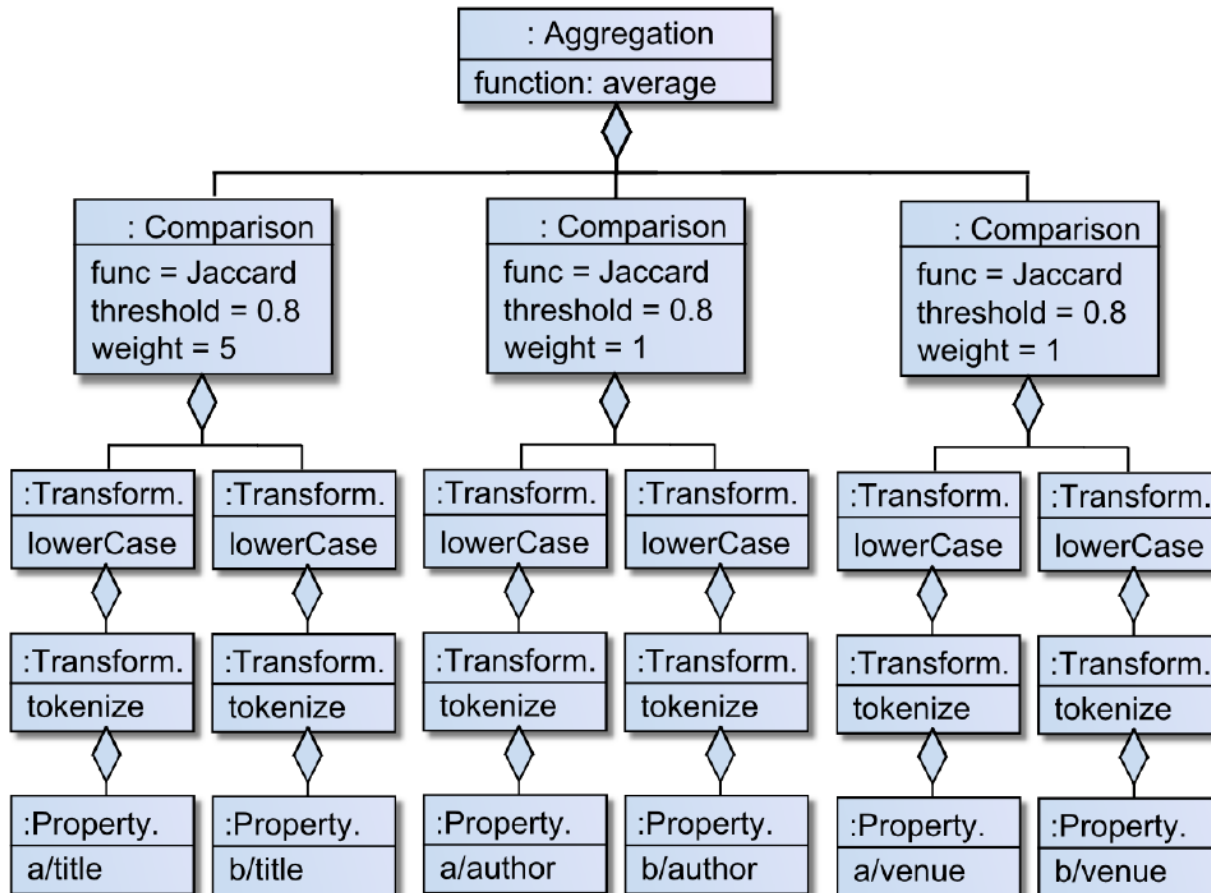 : Aggregation
function: average
: Comparison
func = Jaccard
threshold = 0.8
weight = 5
: Comparison
func = Jaccard
threshold = 0.8
weight = 1
: Comparison
func = Jaccard
threshold = 0.8
weight = 1
:Transform.
lowerCase
:Transform.
lowerCase
:Transform.
lowerCase
:Transform.
lowerCase
:Transform.
lowerCase
:Transform.
lowerCase
:Transform.
tokenize
:Transform.
tokenize
:Transform.
tokenize
:Transform.
tokenize
:Transform.
tokenize
:Transform.
tokenize
:Property.
a/title
:Property.
b/title
:Property.
a/author
:Property.
b/author
:Property.
a/venue
:Property.
b/venue